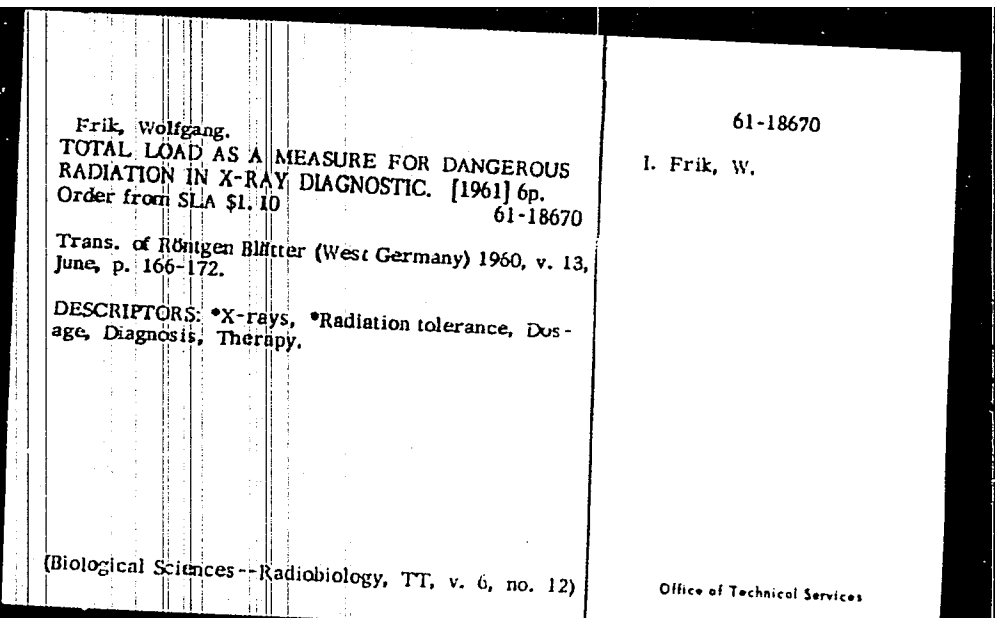 Frik, Wolfgang.
TOTAL LOAD AS A MEASURE FOR DANGEROUS
RADIATION IN X-RAY DIAGNOSTIC. [1961] 6p.
Order from SLA $1.10 61-18670
Trans. of Röntgen Blätter (West Germany) 1960, v. 13,
June, p. 166-172.
DESCRIPTORS: *X-rays, *Radiation tolerance, Dos-
age, Diagnosis, Therapy.
(Biological Sciences--Radiobiology, TT, v. 6, no. 12)
61-18670
I. Frik, W.
Office of Technical Services